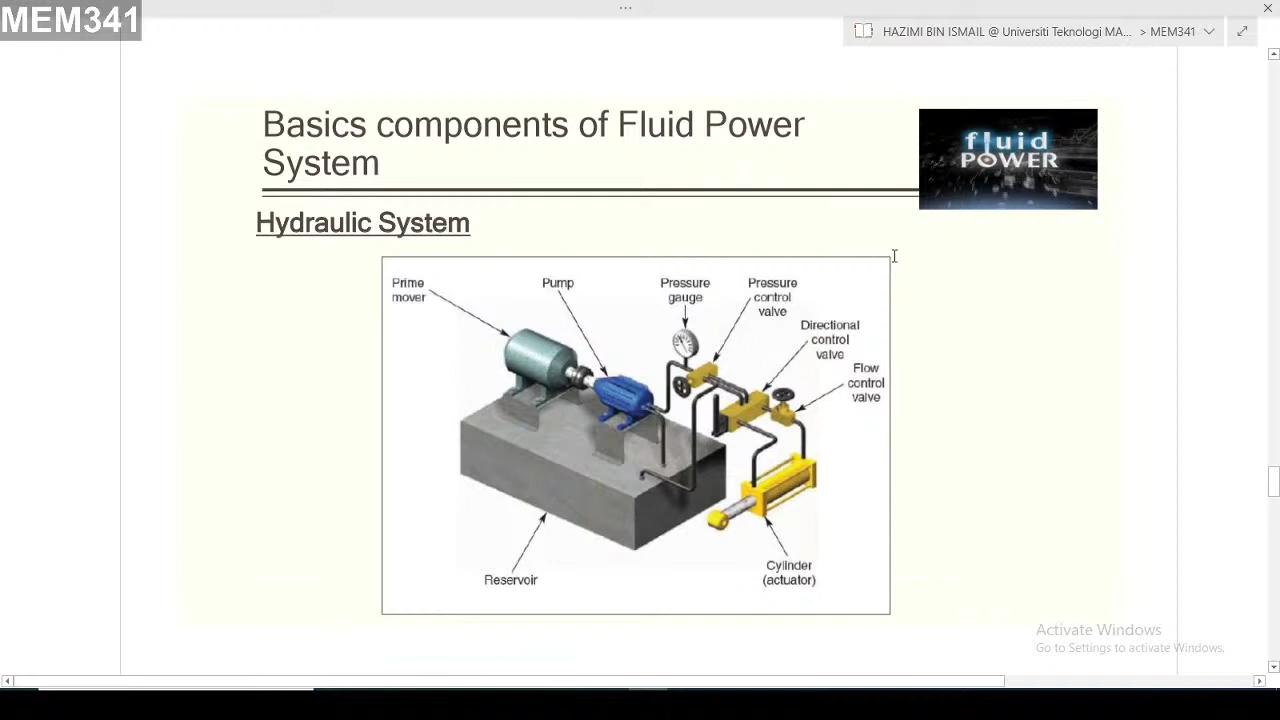 MEM341
HAZIMI BIN ISMAIL @ Universiti Teknologi MA... > MEM341
Basics components of Fluid Power
System
fluid
POWER
Hydraulic System
Prime
mover
Pump
Pressure
gauge
Pressure
control
valve
Directional
control
valve
Flow
control
valve
Reservoir
Cylinder
(actuator)
Activate Windows
Go to Settings to activate Windows.